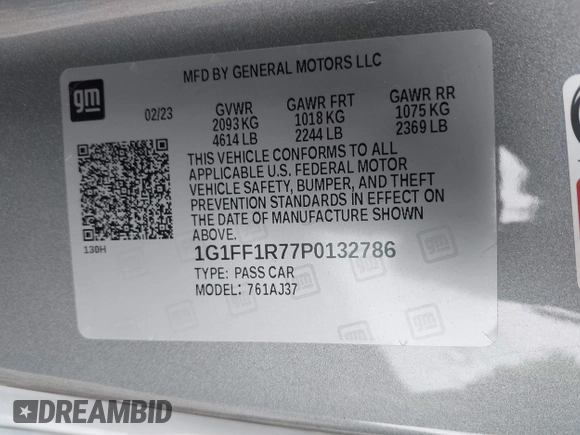 MFD BY GENERAL MOTORS LLC
gm
02/23
GVWR
2093 KG
4614 LB
GAWR FRT
1018 KG
2244 LB
GAWR RR
1075 KG
2369 LB
THIS VEHICLE CONFORMS TO ALL
APPLICABLE U.S. FEDERAL MOTOR
VEHICLE SAFETY, BUMPER, AND THEFT
PREVENTION STANDARDS IN EFFECT ON
THE DATE OF MANUFACTURE SHOWN
ABOVE.
130H
1G1FF1R77P0132786
TYPE: PASS CAR
MODEL: 761AJ37
DREAMBID